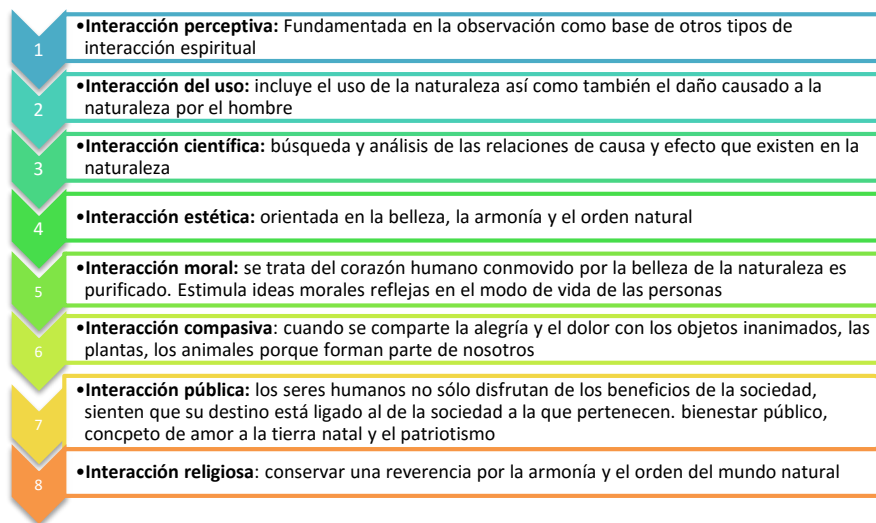 1
•Interacción perceptiva: Fundamentada en la observación como base de otros tipos de
interacción espiritual
2
•Interacción del uso: incluye el uso de la naturaleza así como también el daño causado a la
naturaleza por el hombre
3
•Interacción científica: búsqueda y análisis de las relaciones de causa y efecto que existen en la
naturaleza
4
•Interacción estética: orientada en la belleza, la armonía y el orden natural
5
•Interacción moral: se trata del corazón humano conmovido por la belleza de la naturaleza es
purificado. Estimula ideas morales reflejas en el modo de vida de las personas
6
•Interacción compasiva: cuando se comparte la alegría y el dolor con los objetos inanimados, las
plantas, los animales porque forman parte de nosotros
7
•Interacción pública: los seres humanos no sólo disfrutan de los beneficios de la sociedad,
sienten que su destino está ligado al de la sociedad a la que pertenecen. bienestar público,
concpeto de amor a la tierra natal y el patriotismo
8
•Interacción religiosa: conservar una reverencia por la armonía y el orden del mundo natural